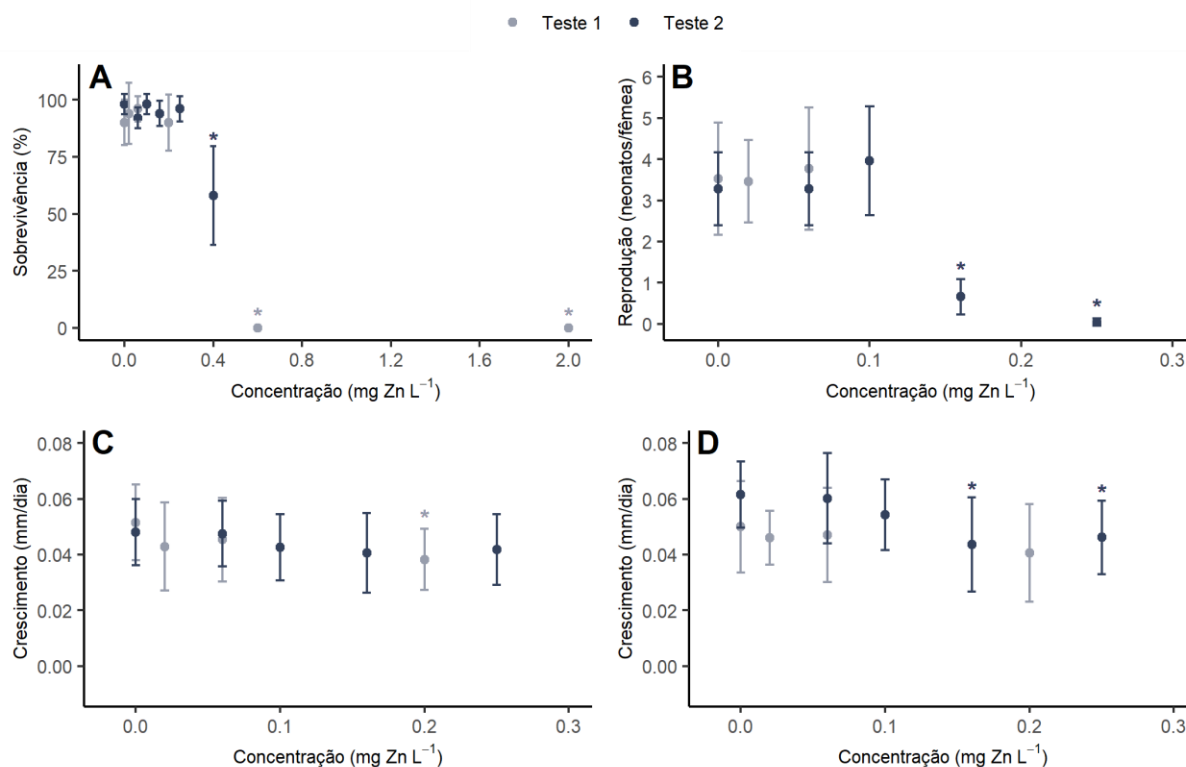 Teste 1 Teste 2
A
Sobrevivência (%)
100
75
50
25
0
*
* *
0.0 0.4 0.8 1.2 1.6 2.0
Concentração (mg Zn L⁻¹)
B
Reprodução (neonatos/fêmea)
6
5
4
3
2
1
0
*
*
0.0 0.1 0.2 0.3
Concentração (mg Zn L⁻¹)
C
Crescimento (mm/dia)
0.08
0.06
0.04
0.02
0.00
*
0.0 0.1 0.2 0.3
Concentração (mg Zn L⁻¹)
D
Crescimento (mm/dia)
0.08
0.06
0.04
0.02
0.00
* *
0.0 0.1 0.2 0.3
Concentração (mg Zn L⁻¹)